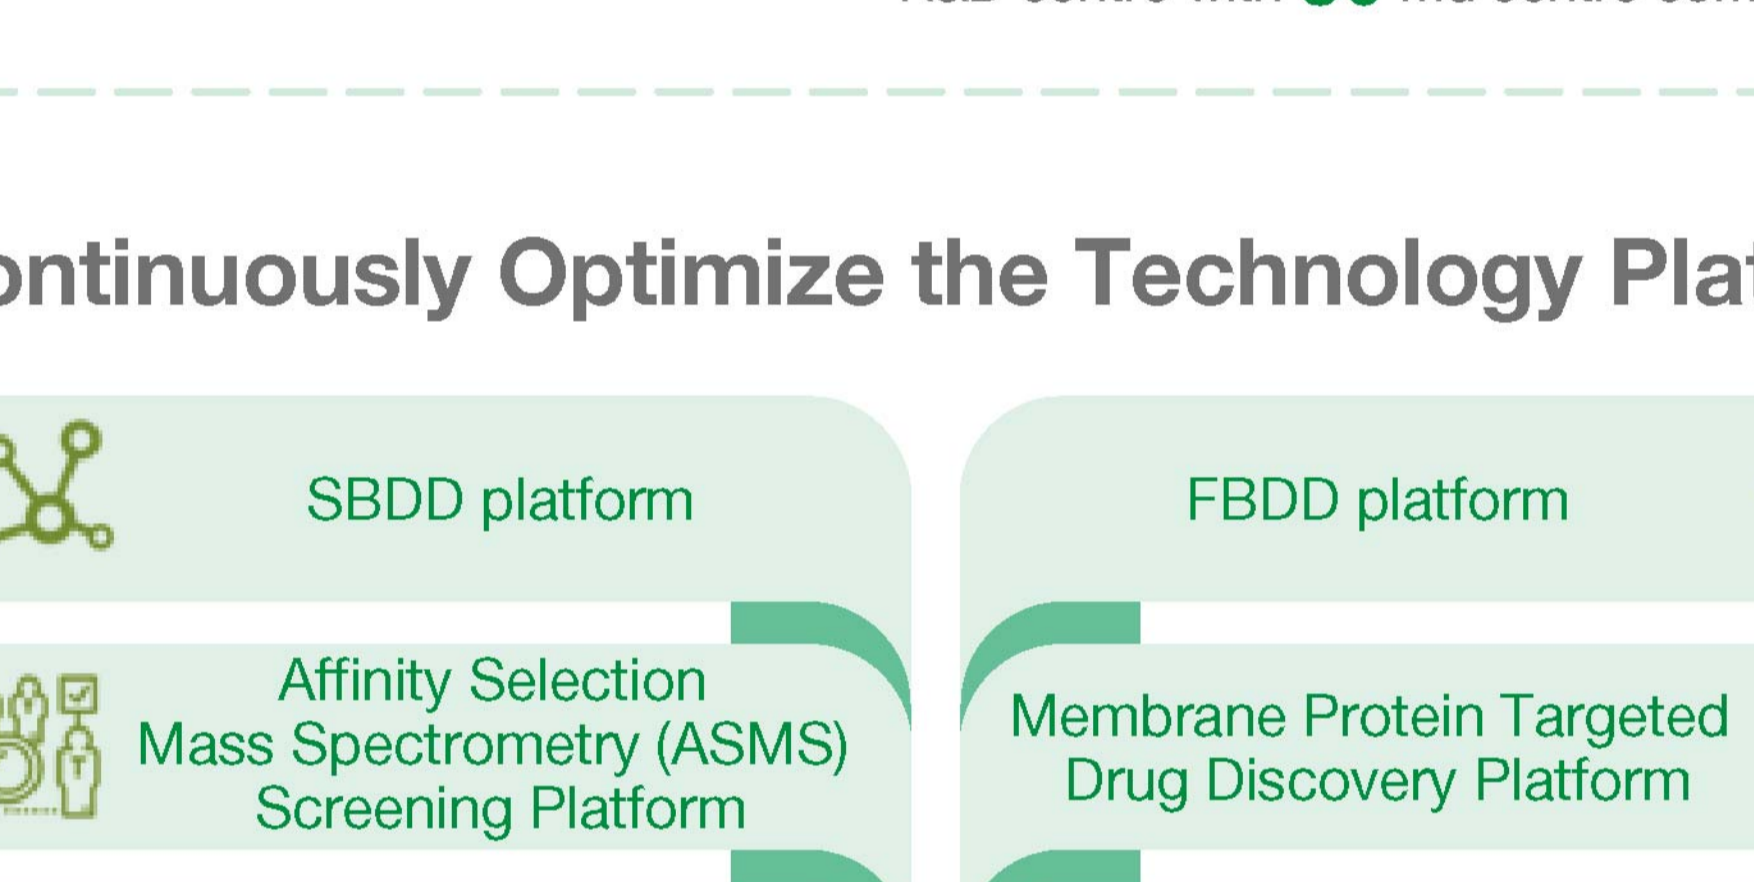 ontinuously Optimize the Technology Plat
SBDD platform
FBDD platform
Affinity Selection
Mass Spectrometry (ASMS)
Screening Platform
Membrane Protein Targeted
Drug Discovery Platform